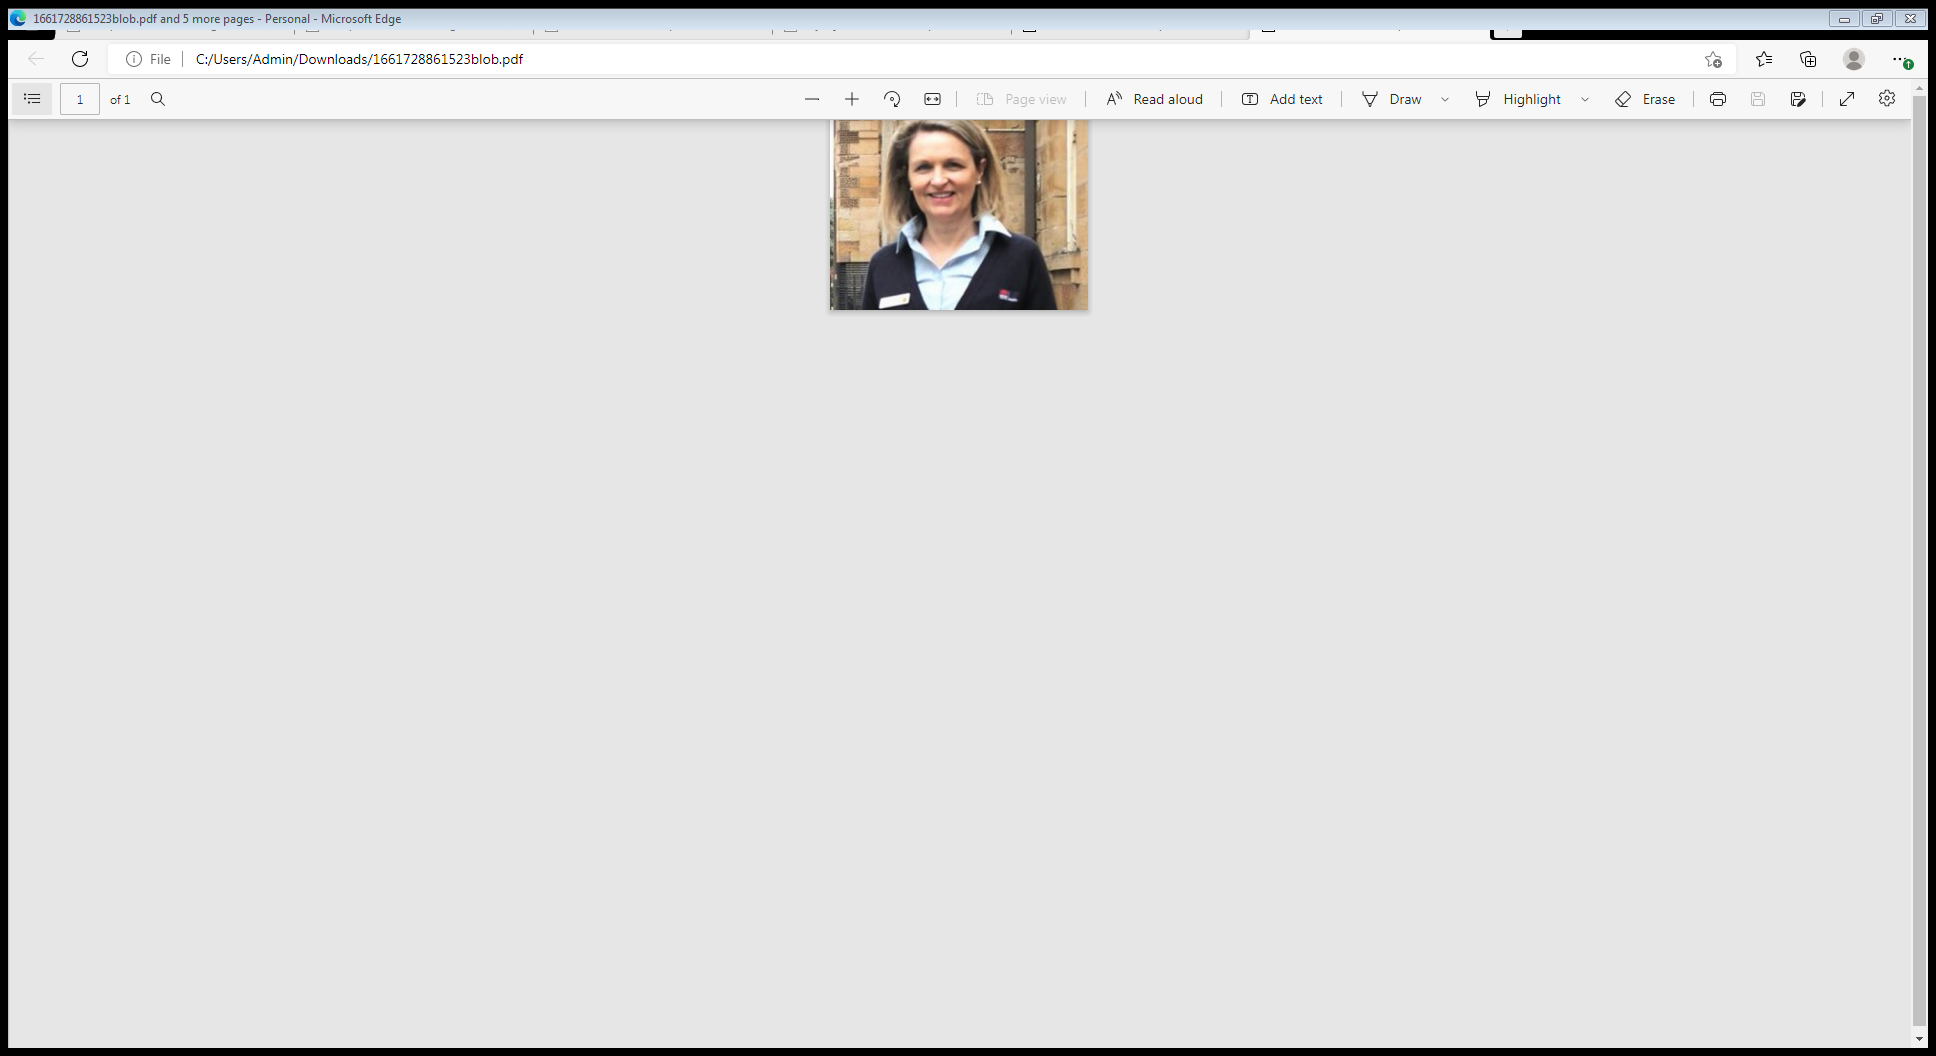 1661728861523blob.pdf and 5 more pages - Personal - Microsoft Edge
File C:/Users/Admin/Downloads/1661728861523blob.pdf
1 of 1 Page view Read aloud Add text Draw Highlight Erase